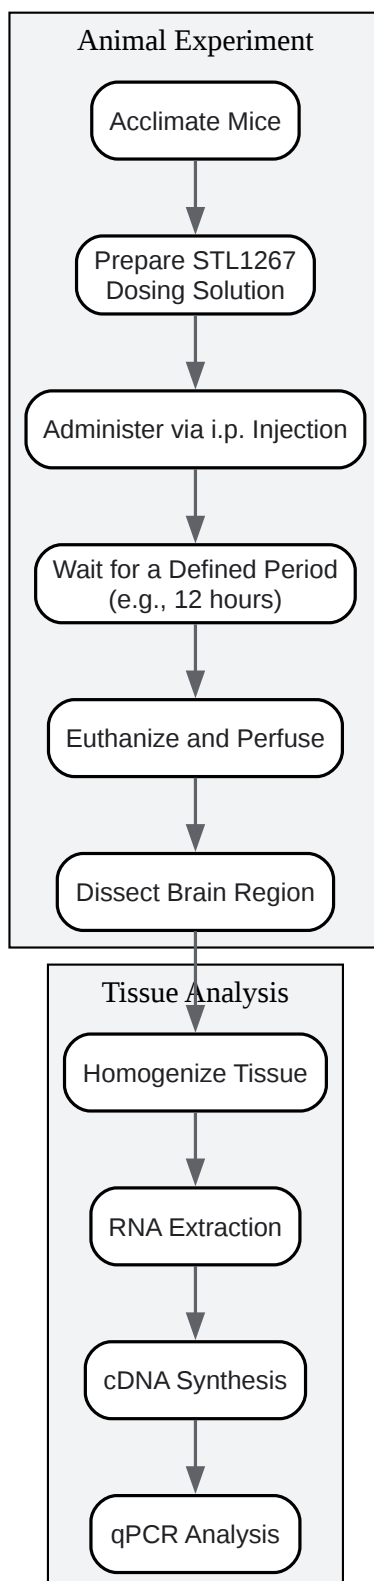 Animal Experiment
Acclimate Mice
Prepare STL1267
Dosing Solution
Administer via i.p. Injection
Wait for a Defined Period
(e.g., 12 hours)
Euthanize and Perfuse
Dissect Brain Region
Tissue Analysis
Homogenize Tissue
RNA Extraction
cDNA Synthesis
qPCR Analysis